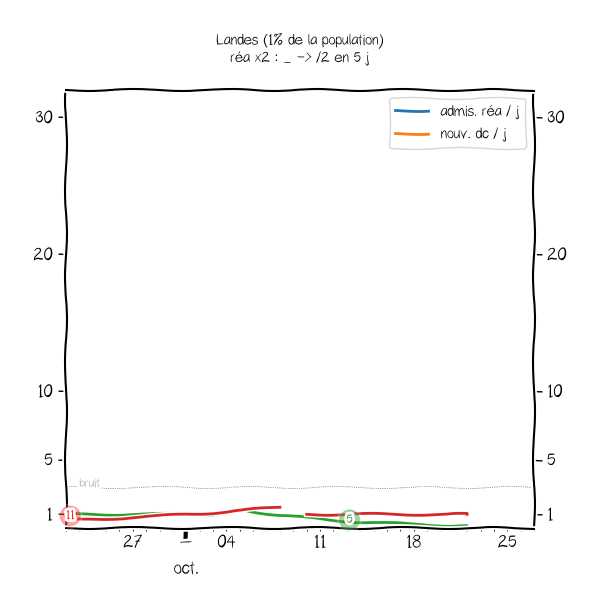 Landes (1% de la population)
réa x2 : _ -> /2 en 5 j
admis. réa / j
nouv. dc / j
30 30
20 20
10 10
5 5
bruit
1 11 5 1
27 1 04 11 18 25
oct.